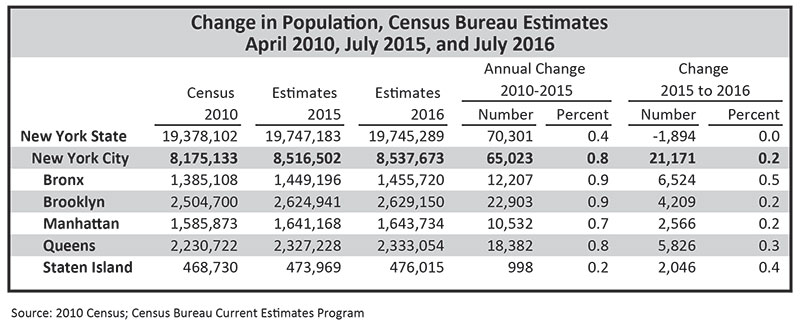 Change in Population, Census Bureau Estimates
April 2010, July 2015, and July 2016
Annual Change Change
Census Estimates Estimates 2010-2015 2015 to 2016
2010 2015 2016 Number Percent Number Percent
New York State 19,378,102 19,747,183 19,745,289 70,301 0.4 -1,894 0.0
New York City 8,175,133 8,516,502 8,537,673 65,023 0.8 21,171 0.2
Bronx 1,385,108 1,449,196 1,455,720 12,207 0.9 6,524 0.5
Brooklyn 2,504,700 2,624,941 2,629,150 22,903 0.9 4,209 0.2
Manhattan 1,585,873 1,641,168 1,643,734 10,532 0.7 2,566 0.2
Queens 2,230,722 2,327,228 2,333,054 18,382 0.8 5,826 0.3
Staten Island 468,730 473,969 476,015 998 0.2 2,046 0.4
Source: 2010 Census; Census Bureau Current Estimates Program